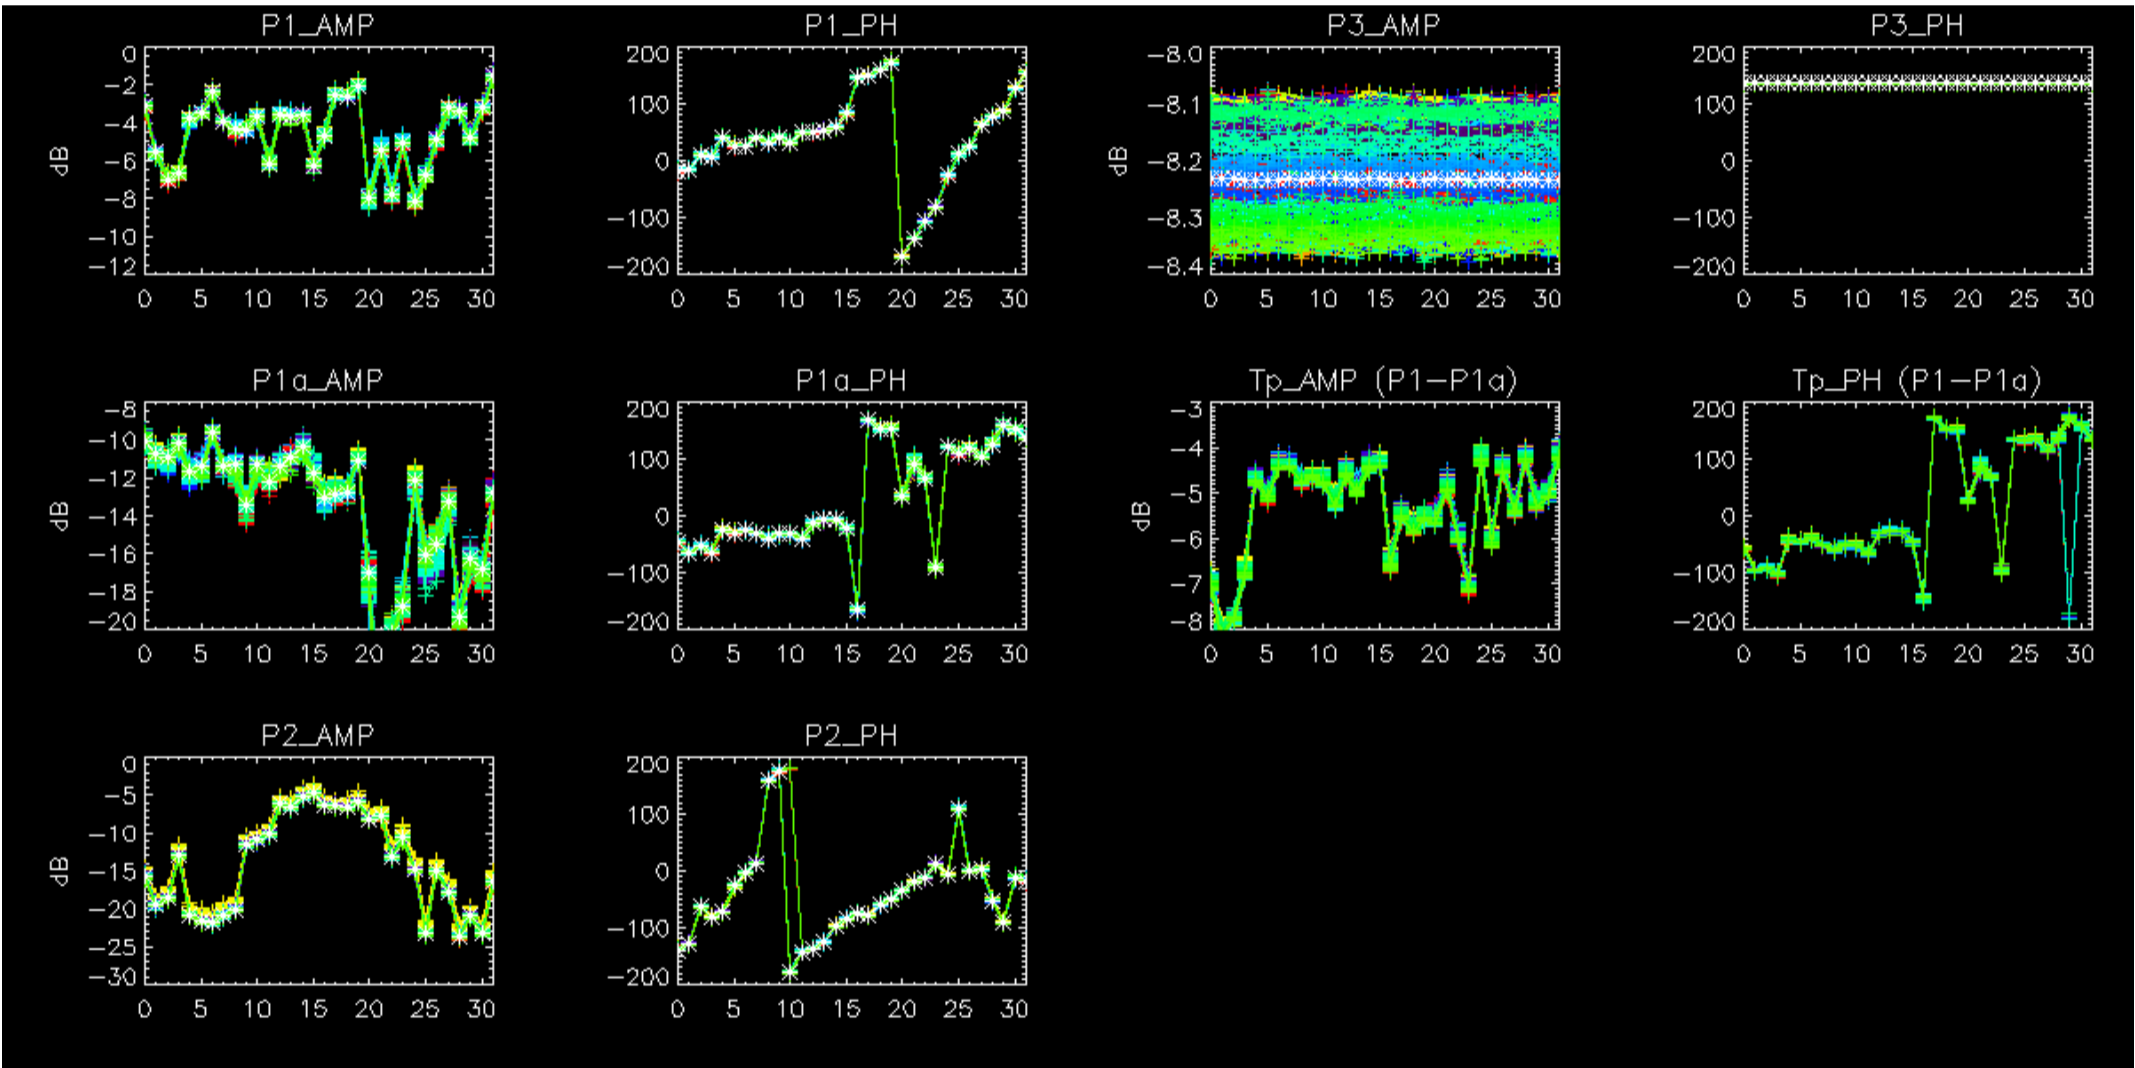 P1_AMP P1_PH P3_AMP P3_PH
0 200 -8.0 200
-2
-4 100 -8.1 100
dB -6 0 dB -8.2 0
-8
-10 -100 -8.3 -100
-12 -200 -8.4 -200
0 5 10 15 20 25 30 0 5 10 15 20 25 30 0 5 10 15 20 25 30 0 5 10 15 20 25 30
P1a_AMP P1a_PH Tp_AMP (P1-P1a) Tp_PH (P1-P1a)
-8 200 -3 200
-10 100 -4 100
-12
dB -14 0 dB -5 0
-16 -100 -6 -100
-18 -7
-20 -200 -8 -200
0 5 10 15 20 25 30 0 5 10 15 20 25 30 0 5 10 15 20 25 30 0 5 10 15 20 25 30
P2_AMP P2_PH
0 200
-5 100
-10
dB -15 0
-20 -100
-25
-30 -200
0 5 10 15 20 25 30 0 5 10 15 20 25 30